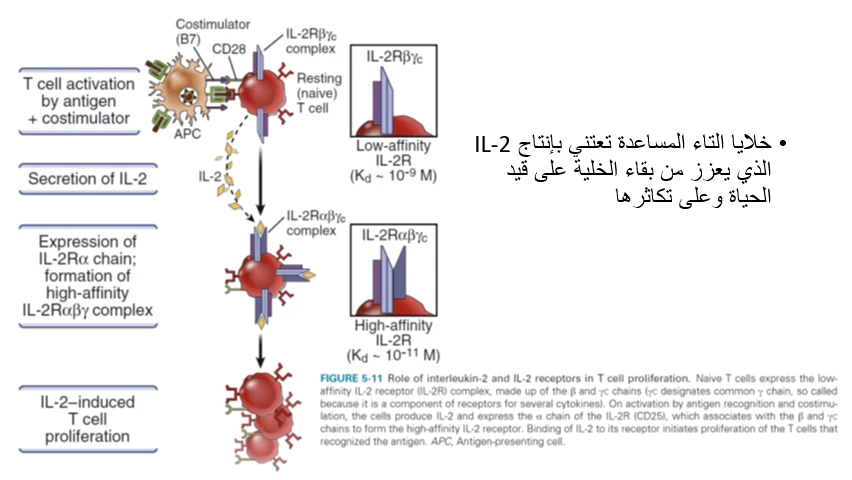 Costimulator
(B7)
CD28
IL-2Rβγc
complex
Resting
(naive)
T cell
APC
T cell activation
by antigen
+ costimulator
IL-2Rβγc
Low-affinity
IL-2R
(Kd ~ 10-9 M)
• خلايا التاء المساعدة تعتني بإنتاج IL-2
الذي يعزز من بقاء الخلية على قيد
الحياة وعلى تكاثرها
Secretion of IL-2
IL-2
IL-2Rαβγc
complex
Expression of
IL-2Rα chain;
formation of
high-affinity
IL-2Rαβγ complex
IL-2Rαβγc
High-affinity
IL-2R
(Kd ~ 10-11 M)
IL-2–induced
T cell
proliferation
FIGURE 5-11 Role of interleukin-2 and IL-2 receptors in T cell proliferation. Naive T cells express the low-
affinity IL-2 receptor (IL-2R) complex, made up of the β and γc chains (γc designates common γ chain, so called
because it is a component of receptors for several cytokines). On activation by antigen recognition and costimu-
lation, the cells produce IL-2 and express the α chain of the IL-2R (CD25), which associates with the β and γc
chains to form the high-affinity IL-2 receptor. Binding of IL-2 to its receptor initiates proliferation of the T cells that
recognized the antigen. APC, Antigen-presenting cell.